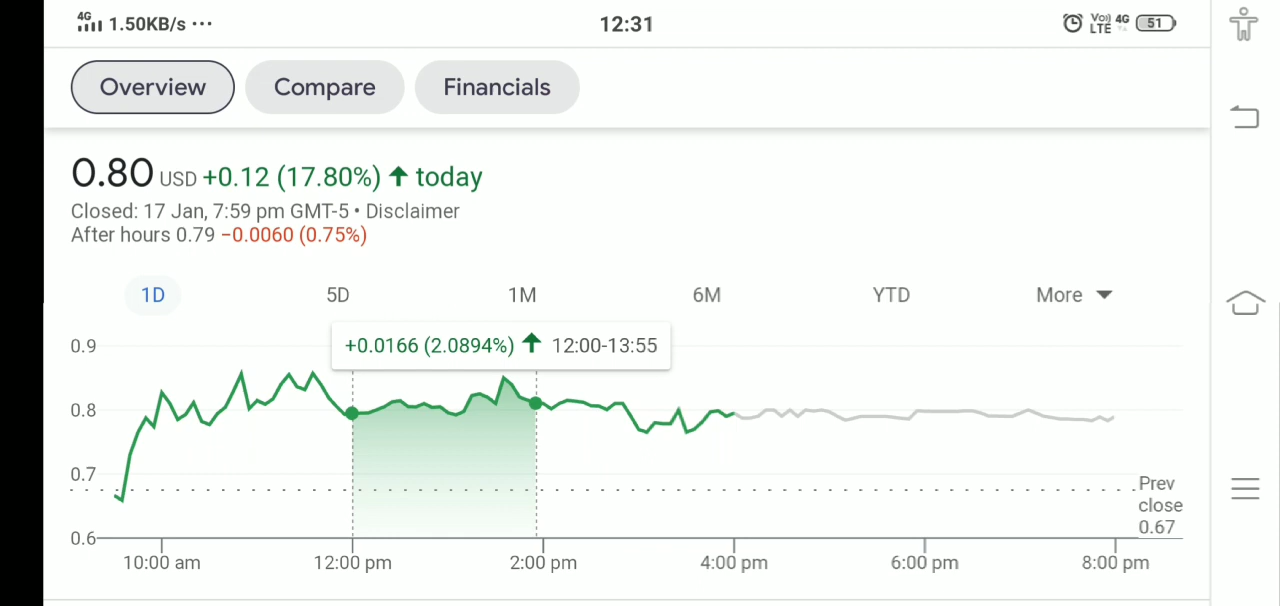 4G 1.50KB/s ··· 12:31 Vo)) LTE 4G 51
Overview Compare Financials
0.80 USD +0.12 (17.80%) ↑ today
Closed: 17 Jan, 7:59 pm GMT-5 • Disclaimer
After hours 0.79 −0.0060 (0.75%)
1D 5D 1M 6M YTD More
+0.0166 (2.0894%) ↑ 12:00-13:55
0.9
0.8
0.7
Prev
close
0.67
0.6
10:00 am 12:00 pm 2:00 pm 4:00 pm 6:00 pm 8:00 pm